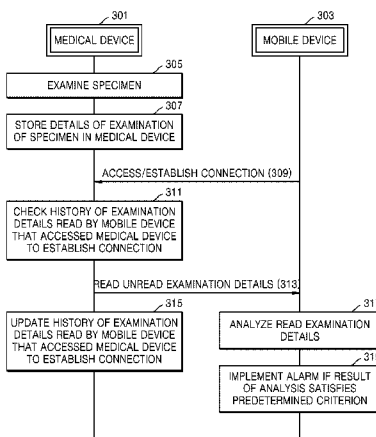 301
303
MEDICAL DEVICE
MOBILE DEVICE
305
EXAMINE SPECIMEN
307
STORE DETAILS OF EXAMINATION
OF SPECIMEN IN MEDICAL DEVICE
ACCESS/ESTABLISH CONNECTION (309)
311
CHECK HISTORY OF EXAMINATION
DETAILS READ BY MOBILE DEVICE
THAT ACCESSED MEDICAL DEVICE
TO ESTABLISH CONNECTION
READ UNREAD EXAMINATION DETAILS (313)
315
UPDATE HISTORY OF EXAMINATION
DETAILS READ BY MOBILE DEVICE
THAT ACCESSED MEDICAL DEVICE
TO ESTABLISH CONNECTION
ANALYZE READ EXAMINATION
DETAILS
IMPLEMENT ALARM IF RESULT
OF ANALYSIS SATISFIES
PREDETERMINED CRITERION